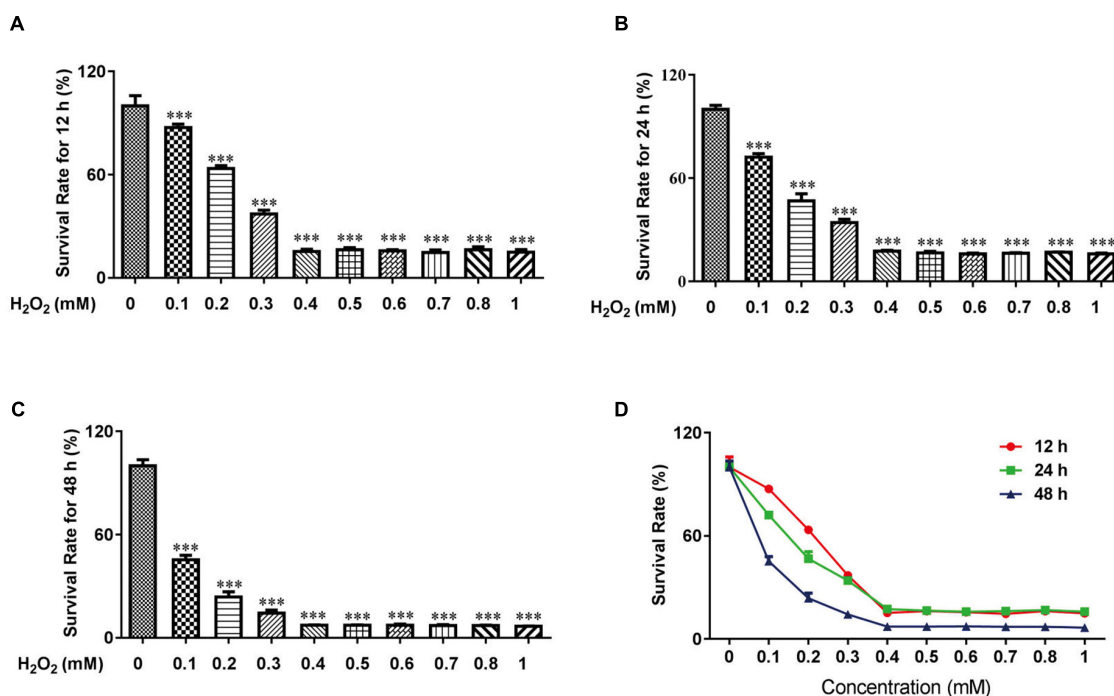 A
Survival Rate for 12 h (%)
120
60
0
*** *** *** *** *** *** *** *** ***
H₂O₂ (mM) 0 0.1 0.2 0.3 0.4 0.5 0.6 0.7 0.8 1
B
Survival Rate for 24 h (%)
120
60
0
*** *** *** *** *** *** *** *** ***
H₂O₂ (mM) 0 0.1 0.2 0.3 0.4 0.5 0.6 0.7 0.8 1
C
Survival Rate for 48 h (%)
120
60
0
*** *** *** *** *** *** *** *** ***
H₂O₂ (mM) 0 0.1 0.2 0.3 0.4 0.5 0.6 0.7 0.8 1
D
Survival Rate (%)
120
60
0
12 h
24 h
48 h
0 0.1 0.2 0.3 0.4 0.5 0.6 0.7 0.8 1
Concentration (mM)